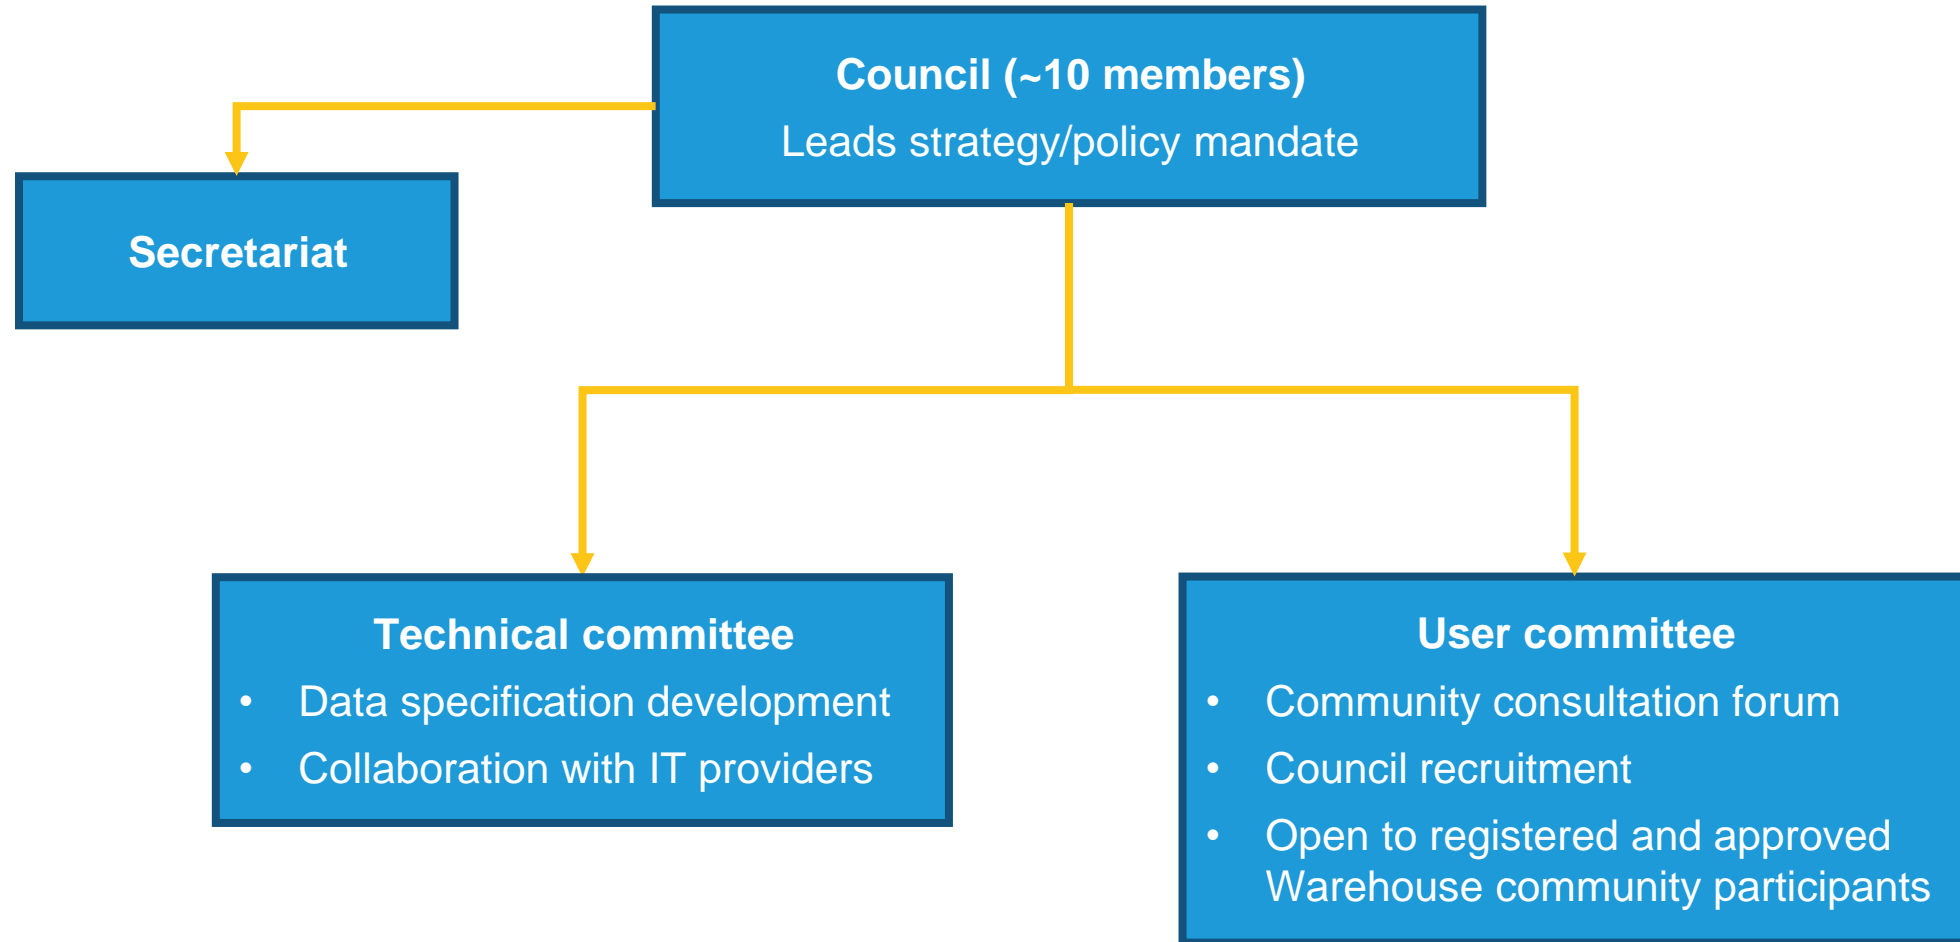 Council (~10 members)
Leads strategy/policy mandate
Secretariat
Technical committee
• Data specification development
• Collaboration with IT providers
User committee
• Community consultation forum
• Council recruitment
• Open to registered and approved
Warehouse community participants